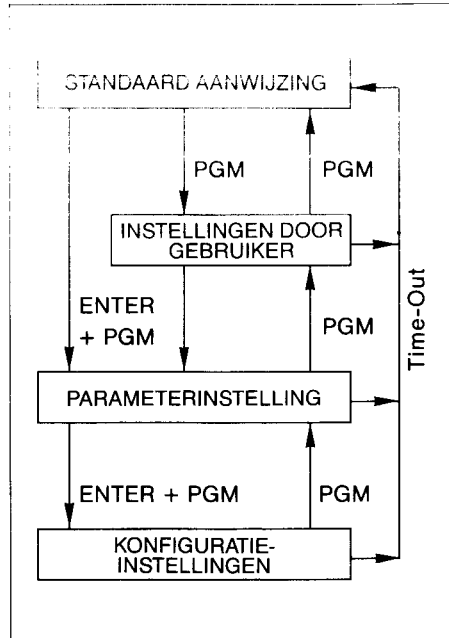 STANDAARD AANWIJZING
PGM
PGM
INSTELLINGEN DOOR
GEBRUIKER
ENTER
+ PGM
PGM
Time-Out
PARAMETERINSTELLING
ENTER + PGM
PGM
KONFIGURATIE-
INSTELLINGEN